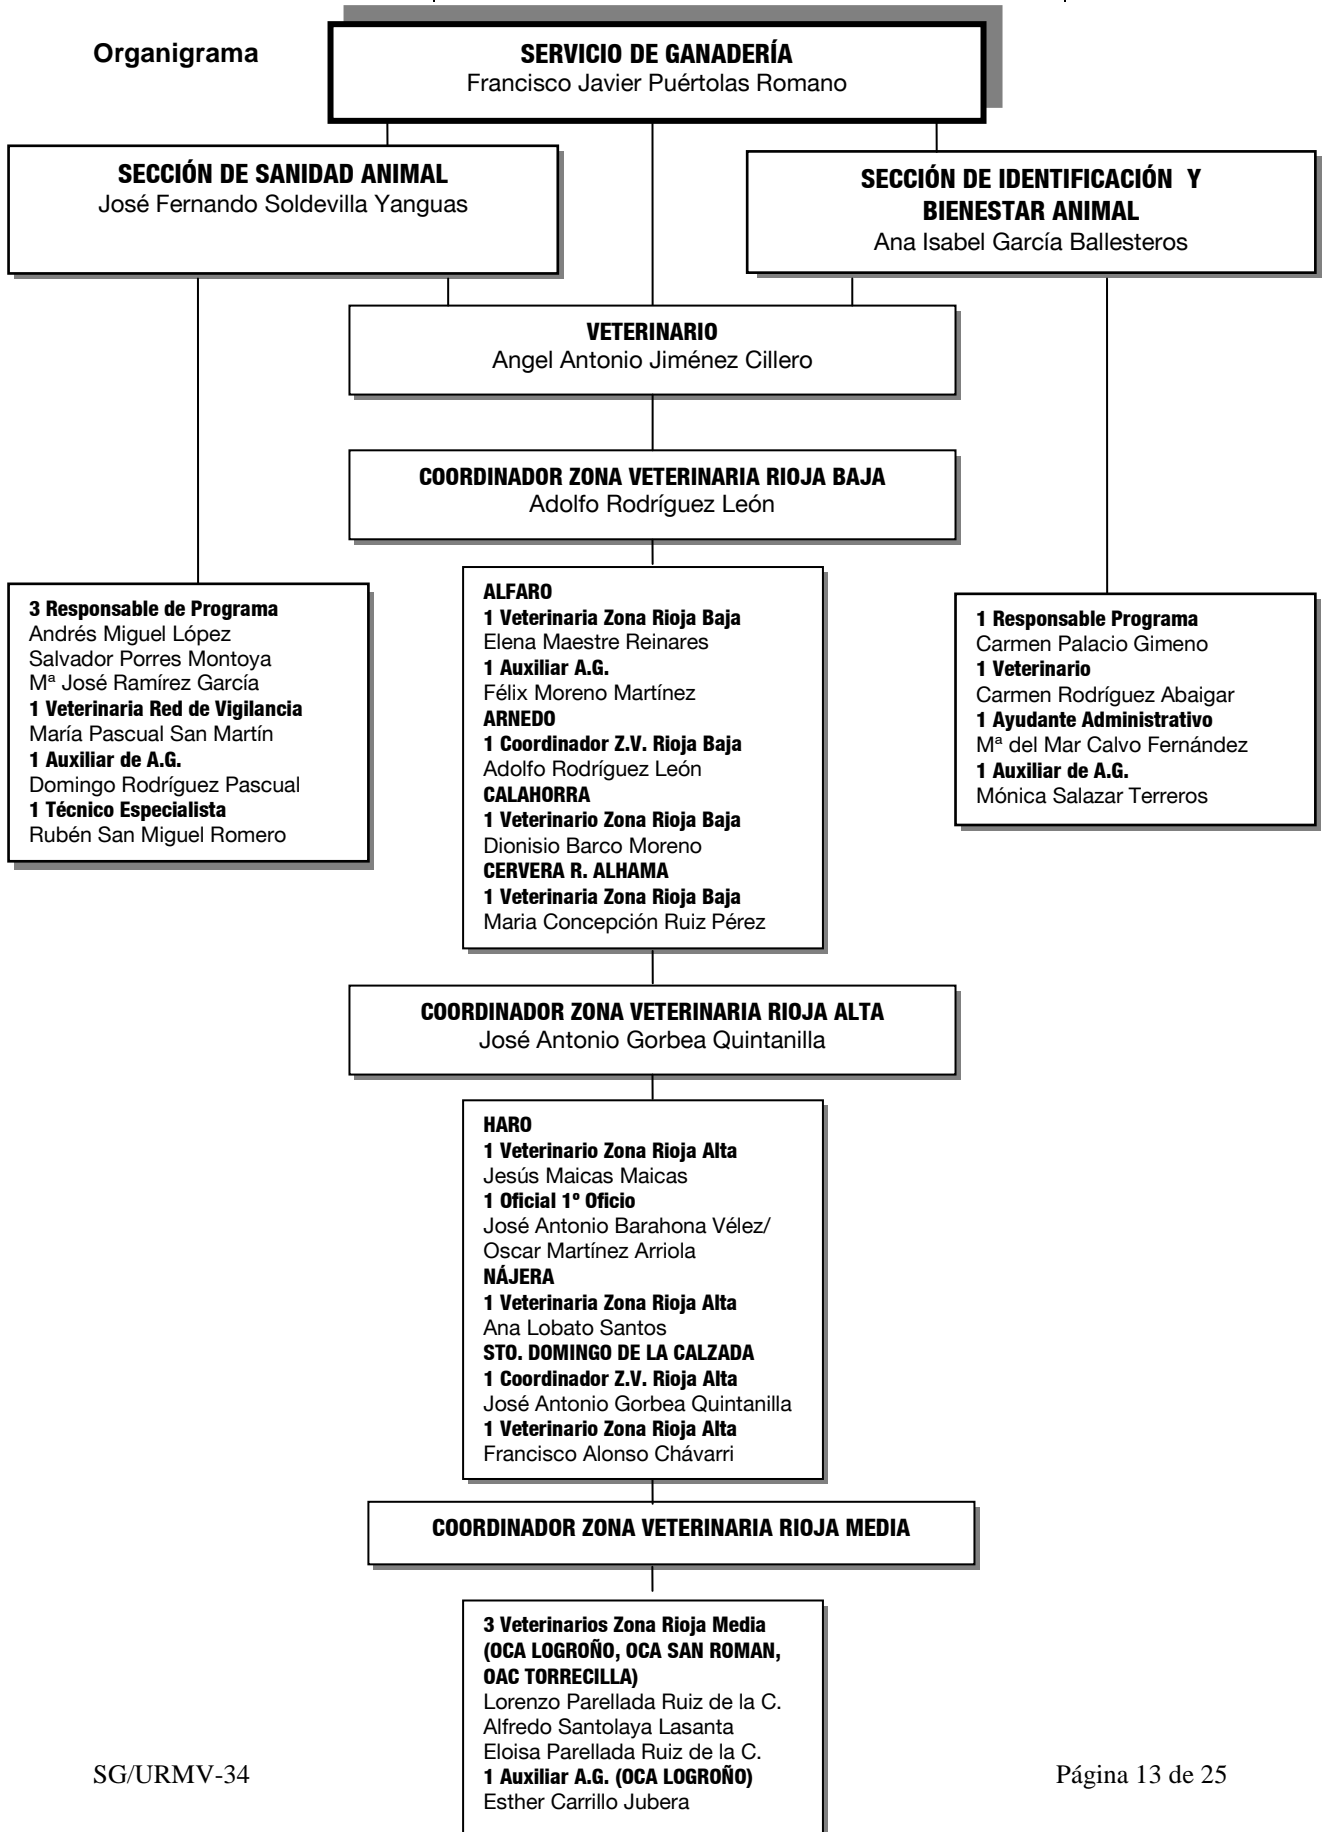 Organigrama
SERVICIO DE GANADERÍA
Francisco Javier Puértolas Romano
SECCIÓN DE SANIDAD ANIMAL
José Fernando Soldevilla Yanguas
SECCIÓN DE IDENTIFICACIÓN Y
BIENESTAR ANIMAL
Ana Isabel García Ballesteros
VETERINARIO
Angel Antonio Jiménez Cillero
COORDINADOR ZONA VETERINARIA RIOJA BAJA
Adolfo Rodríguez León
3 Responsable de Programa
Andrés Miguel López
Salvador Porres Montoya
Mª José Ramírez García
1 Veterinaria Red de Vigilancia
María Pascual San Martín
1 Auxiliar de A.G.
Domingo Rodríguez Pascual
1 Técnico Especialista
Rubén San Miguel Romero
ALFARO
1 Veterinaria Zona Rioja Baja
Elena Maestre Reinares
1 Auxiliar A.G.
Félix Moreno Martínez
ARNEDO
1 Coordinador Z.V. Rioja Baja
Adolfo Rodríguez León
CALAHORRA
1 Veterinario Zona Rioja Baja
Dionisio Barco Moreno
CERVERA R. ALHAMA
1 Veterinaria Zona Rioja Baja
Maria Concepción Ruiz Pérez
1 Responsable Programa
Carmen Palacio Gimeno
1 Veterinario
Carmen Rodríguez Abaigar
1 Ayudante Administrativo
Mª del Mar Calvo Fernández
1 Auxiliar de A.G.
Mónica Salazar Terreros
COORDINADOR ZONA VETERINARIA RIOJA ALTA
José Antonio Gorbea Quintanilla
HARO
1 Veterinario Zona Rioja Alta
Jesús Maicas Maicas
1 Oficial 1º Oficio
José Antonio Barahona Vélez/
Oscar Martínez Arriola
NÁJERA
1 Veterinaria Zona Rioja Alta
Ana Lobato Santos
STO. DOMINGO DE LA CALZADA
1 Coordinador Z.V. Rioja Alta
José Antonio Gorbea Quintanilla
1 Veterinario Zona Rioja Alta
Francisco Alonso Chávarri
COORDINADOR ZONA VETERINARIA RIOJA MEDIA
3 Veterinarios Zona Rioja Media
(OCA LOGROÑO, OCA SAN ROMAN,
OAC TORRECILLA)
Lorenzo Parellada Ruiz de la C.
Alfredo Santolaya Lasanta
Eloisa Parellada Ruiz de la C.
1 Auxiliar A.G. (OCA LOGROÑO)
Esther Carrillo Jubera
SG/URMV-34
Página 13 de 25